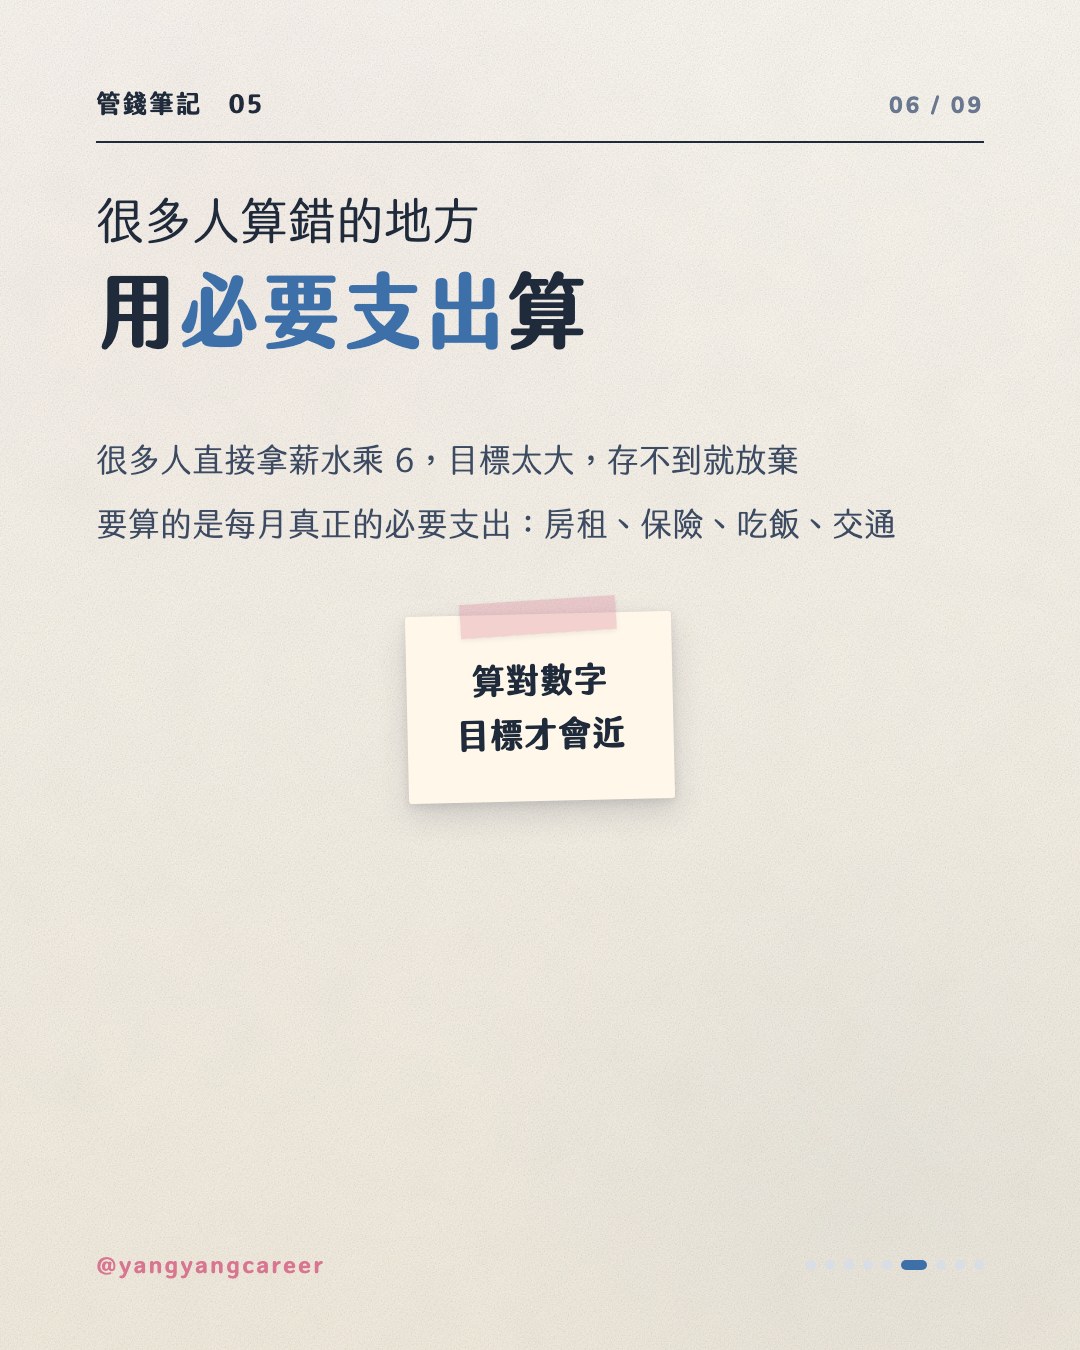 管錢筆記 05
06 / 09
很多人算錯的地方
用必要支出算
很多人直接拿薪水乘 6，目標太大，存不到就放棄
要算的是每月真正的必要支出：房租、保險、吃飯、交通
算對數字
目標才會近
@yangyangcareer